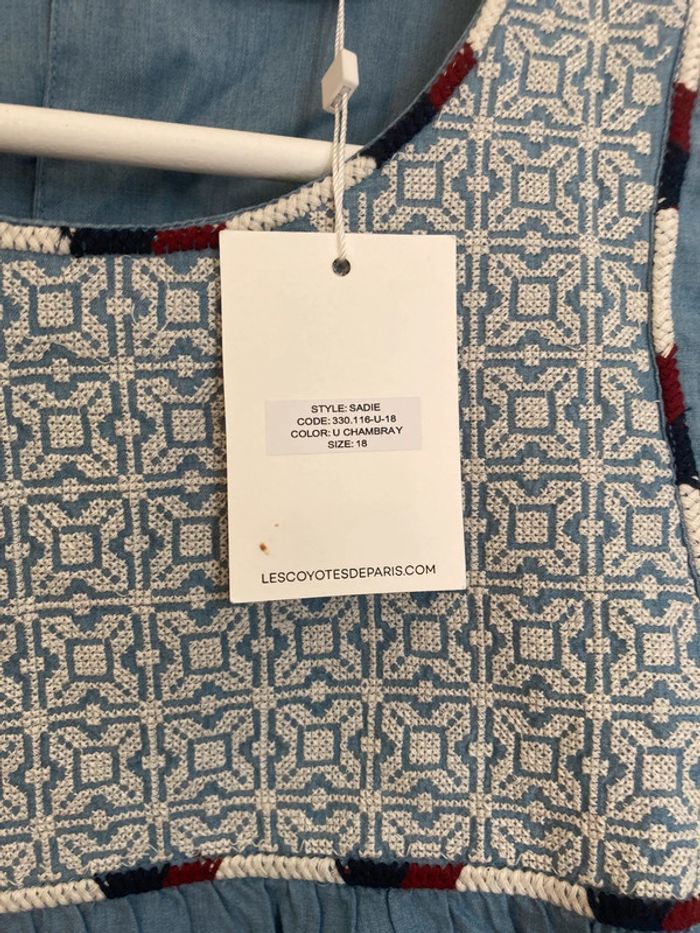 STYLE: SADIE
CODE: 330.116-U-18
COLOR: U CHAMBRAY
SIZE: 18
LESCOYOTESDEPARIS.COM